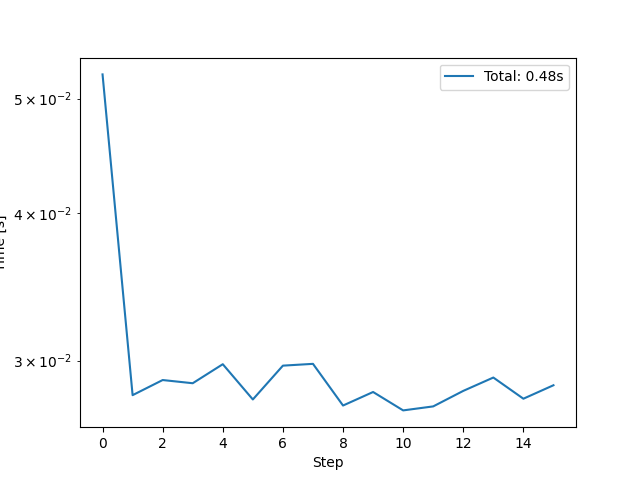 Total: 0.48s
5 × 10⁻²
4 × 10⁻²
3 × 10⁻²
Time [s]
0 2 4 6 8 10 12 14
Step